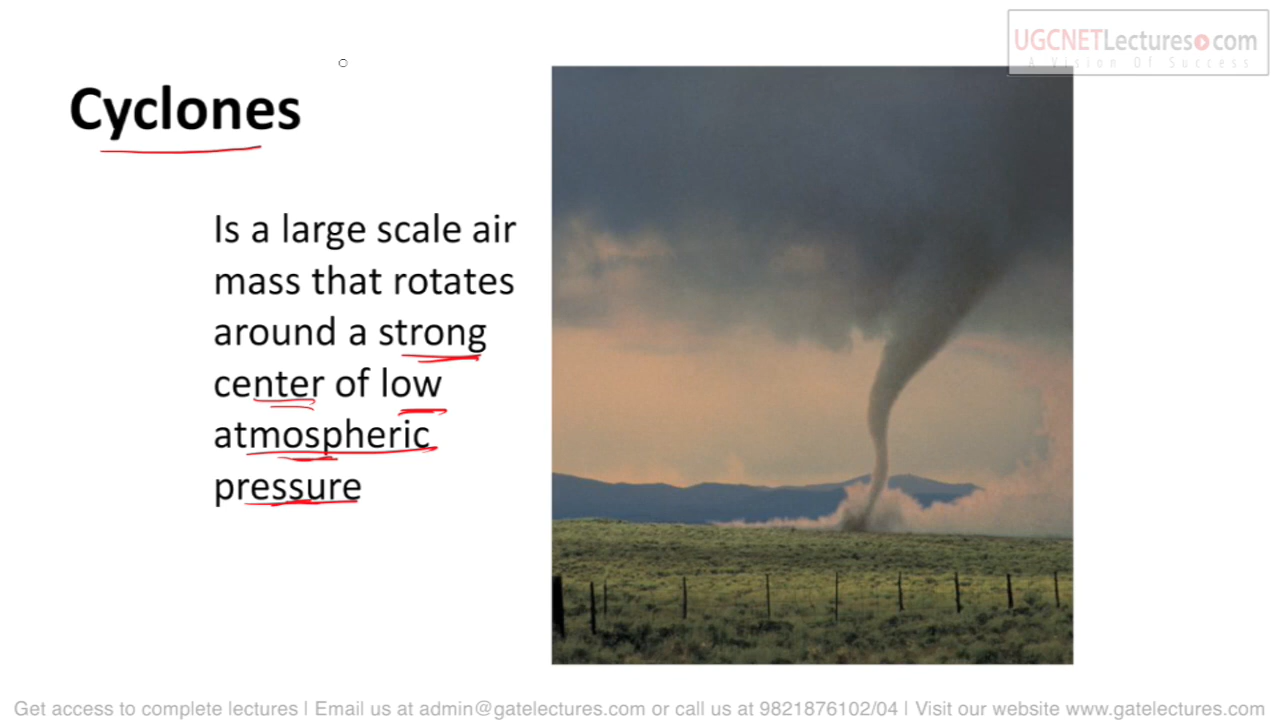 UGCNETLectures.com
A Vision Of Success
Cyclones
Is a large scale air
mass that rotates
around a strong
center of low
atmospheric
pressure
Get access to complete lectures | Email us at admin@gatelectures.com or call us at 9821876102/04 | Visit our website www.gatelectures.com